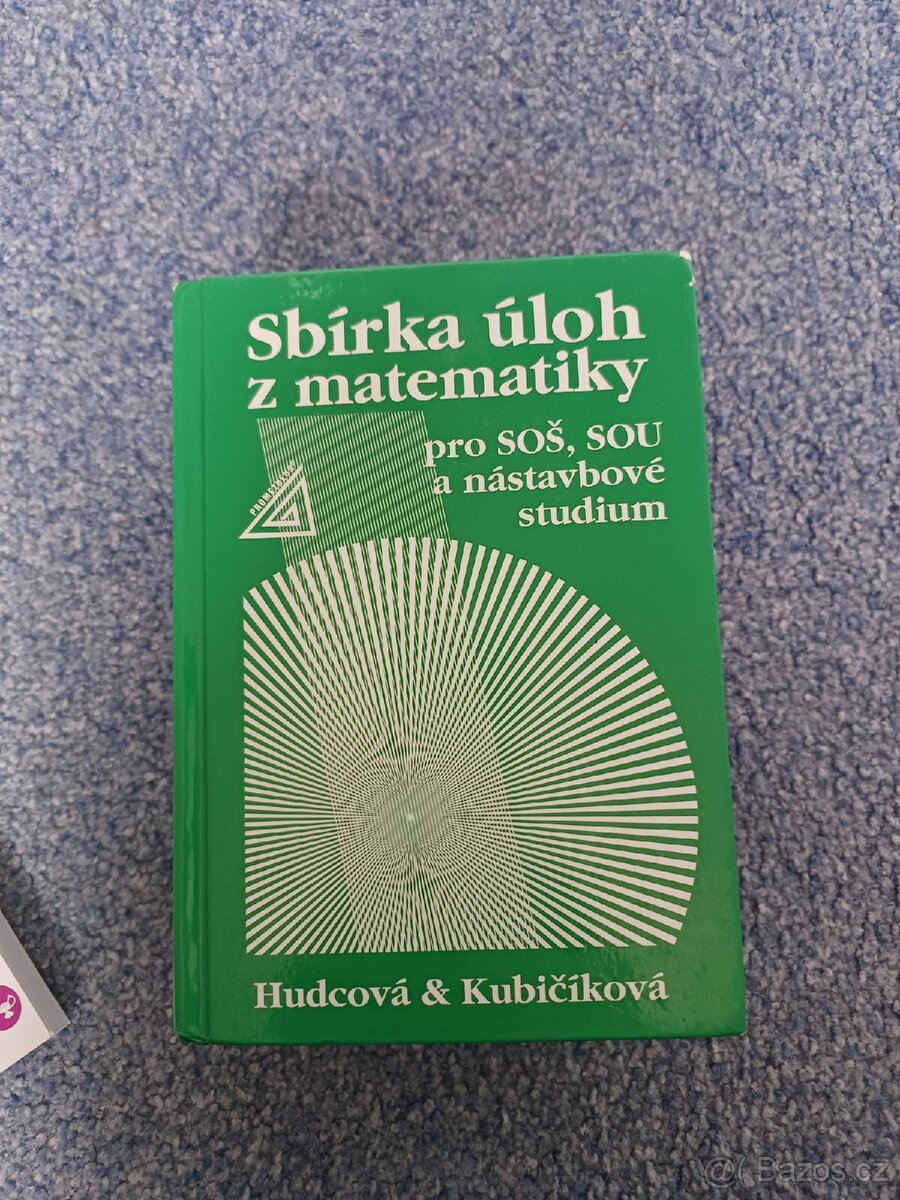 Sbírka úloh
z matematiky
pro SOŠ, SOU
a nástavbové
studium
PROMETHEUS
Hudcová & Kubičíková
@( Bazos.cz